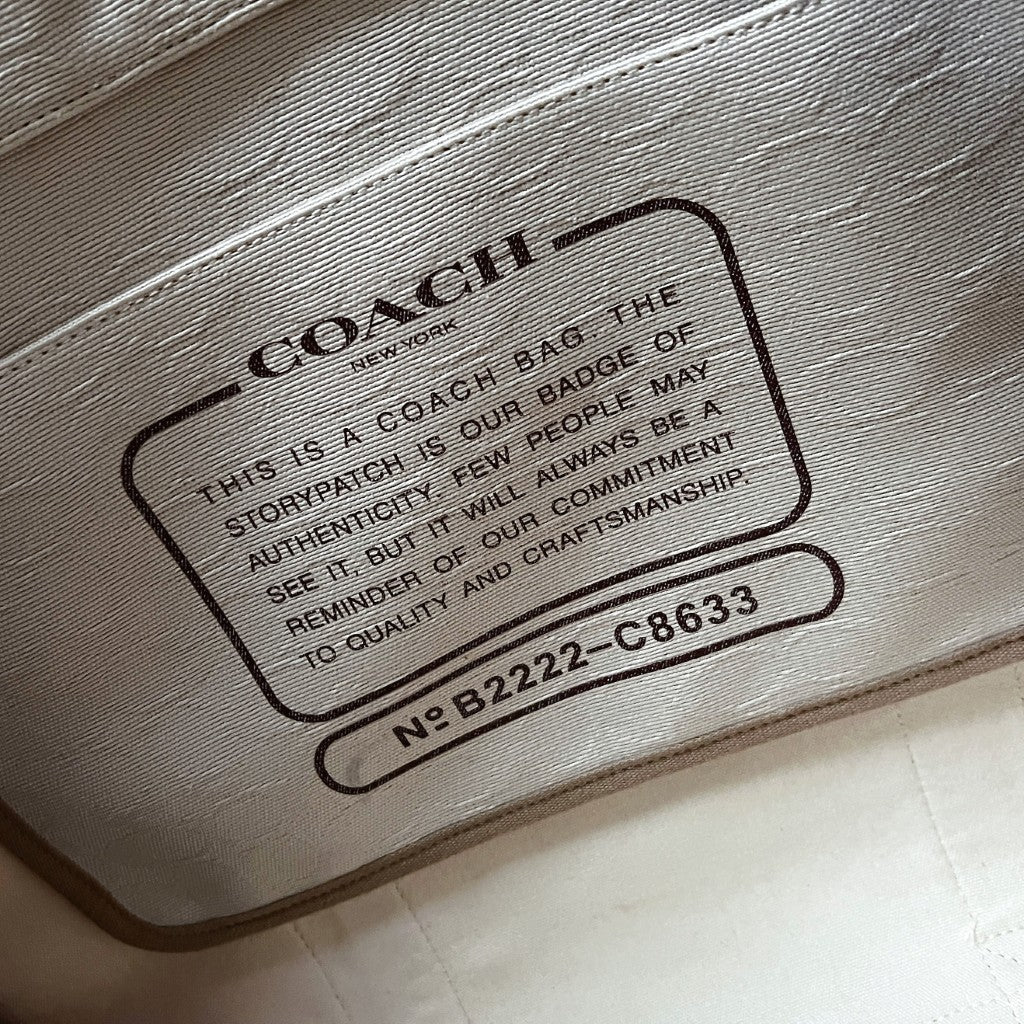 COACH
NEW YORK
THIS IS A COACH BAG. THE
STORYPATCH IS OUR BADGE OF
AUTHENTICITY. FEW PEOPLE MAY
SEE IT, BUT IT WILL ALWAYS BE A
REMINDER OF OUR COMMITMENT
TO QUALITY AND CRAFTSMANSHIP.
Nº B2222-C8633